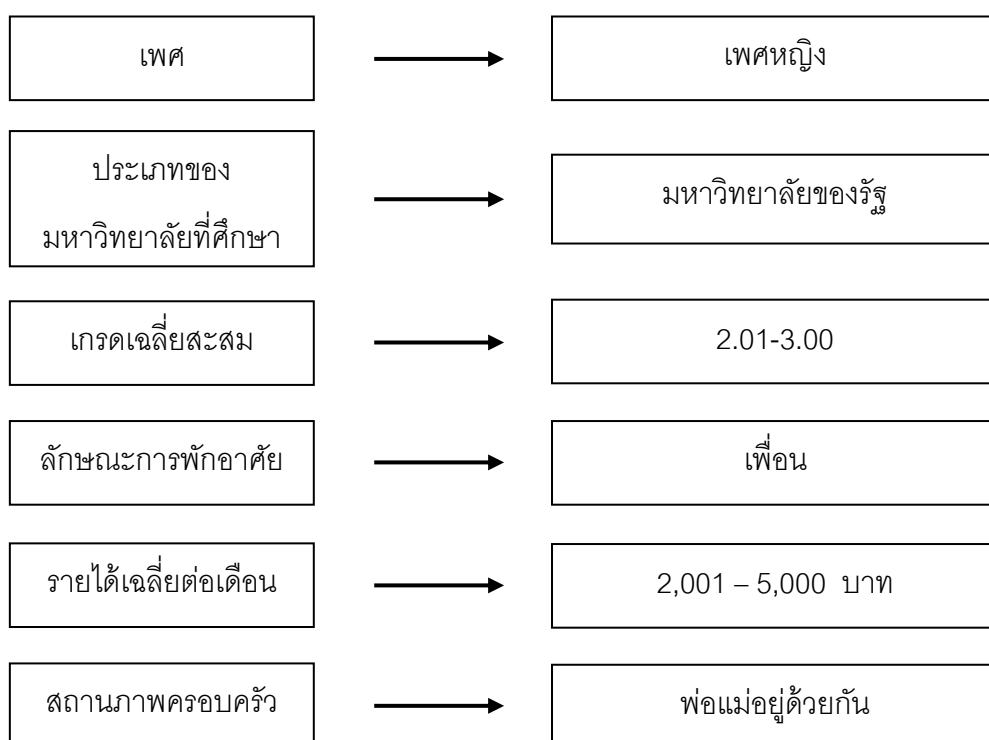 เพศ
เพศหญิง
ประเภทของ
มหาวิทยาลัยที่ศึกษา
มหาวิทยาลัยของรัฐ
เกรดเฉลี่ยสะสม
2.01-3.00
ลักษณะการพักอาศัย
เพื่อน
รายได้เฉลี่ยต่อเดือน
2,001 – 5,000 บาท
สถานภาพครอบครัว
พ่อแม่อยู่ด้วยกัน